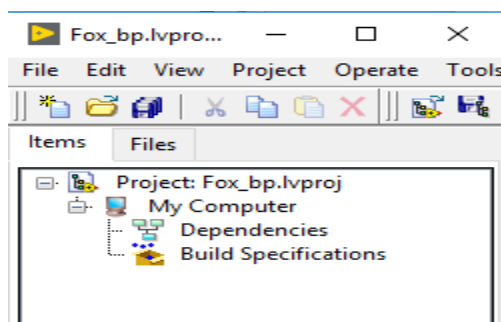 Fox_bp.lvpro...
File Edit View Project Operate Tools
Items Files
Project: Fox_bp.lvproj
My Computer
Dependencies
Build Specifications